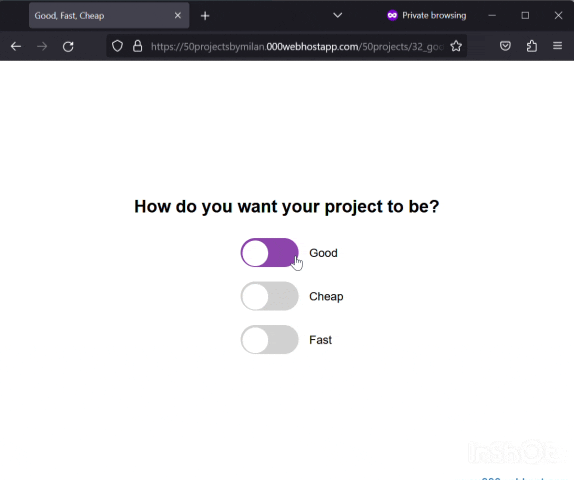 Good, Fast, Cheap
Private browsing
https://50projectsbymilan.000webhostapp.com/50projects/32_goo
How do you want your project to be?
Good
Cheap
Fast
InShOt